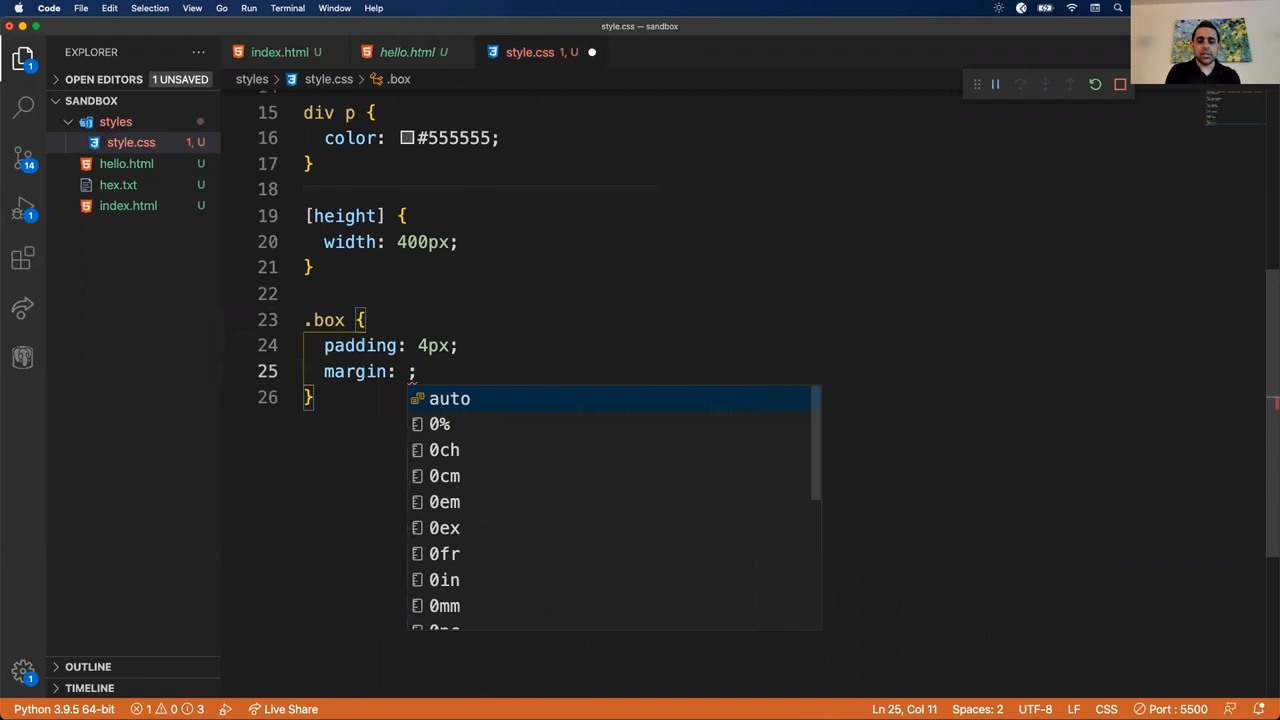 Code File Edit Selection View Go Run Terminal Window Help
style.css — sandbox
EXPLORER
index.html U
hello.html U
style.css 1, U
OPEN EDITORS 1 UNSAVED
styles > style.css > .box
SANDBOX
styles
style.css 1, U
hello.html U
hex.txt U
index.html U
1
14
1
15 div p {
16 color: #555555;
17 }
18
19 [height] {
20 width: 400px;
21 }
22
23 .box {
24 padding: 4px;
25 margin: ;
26 }
auto
0%
0ch
0cm
0em
0ex
0fr
0in
0mm
OUTLINE
TIMELINE
1
Python 3.9.5 64-bit 1 0 3 Live Share Ln 25, Col 11 Spaces: 2 UTF-8 LF CSS Port : 5500